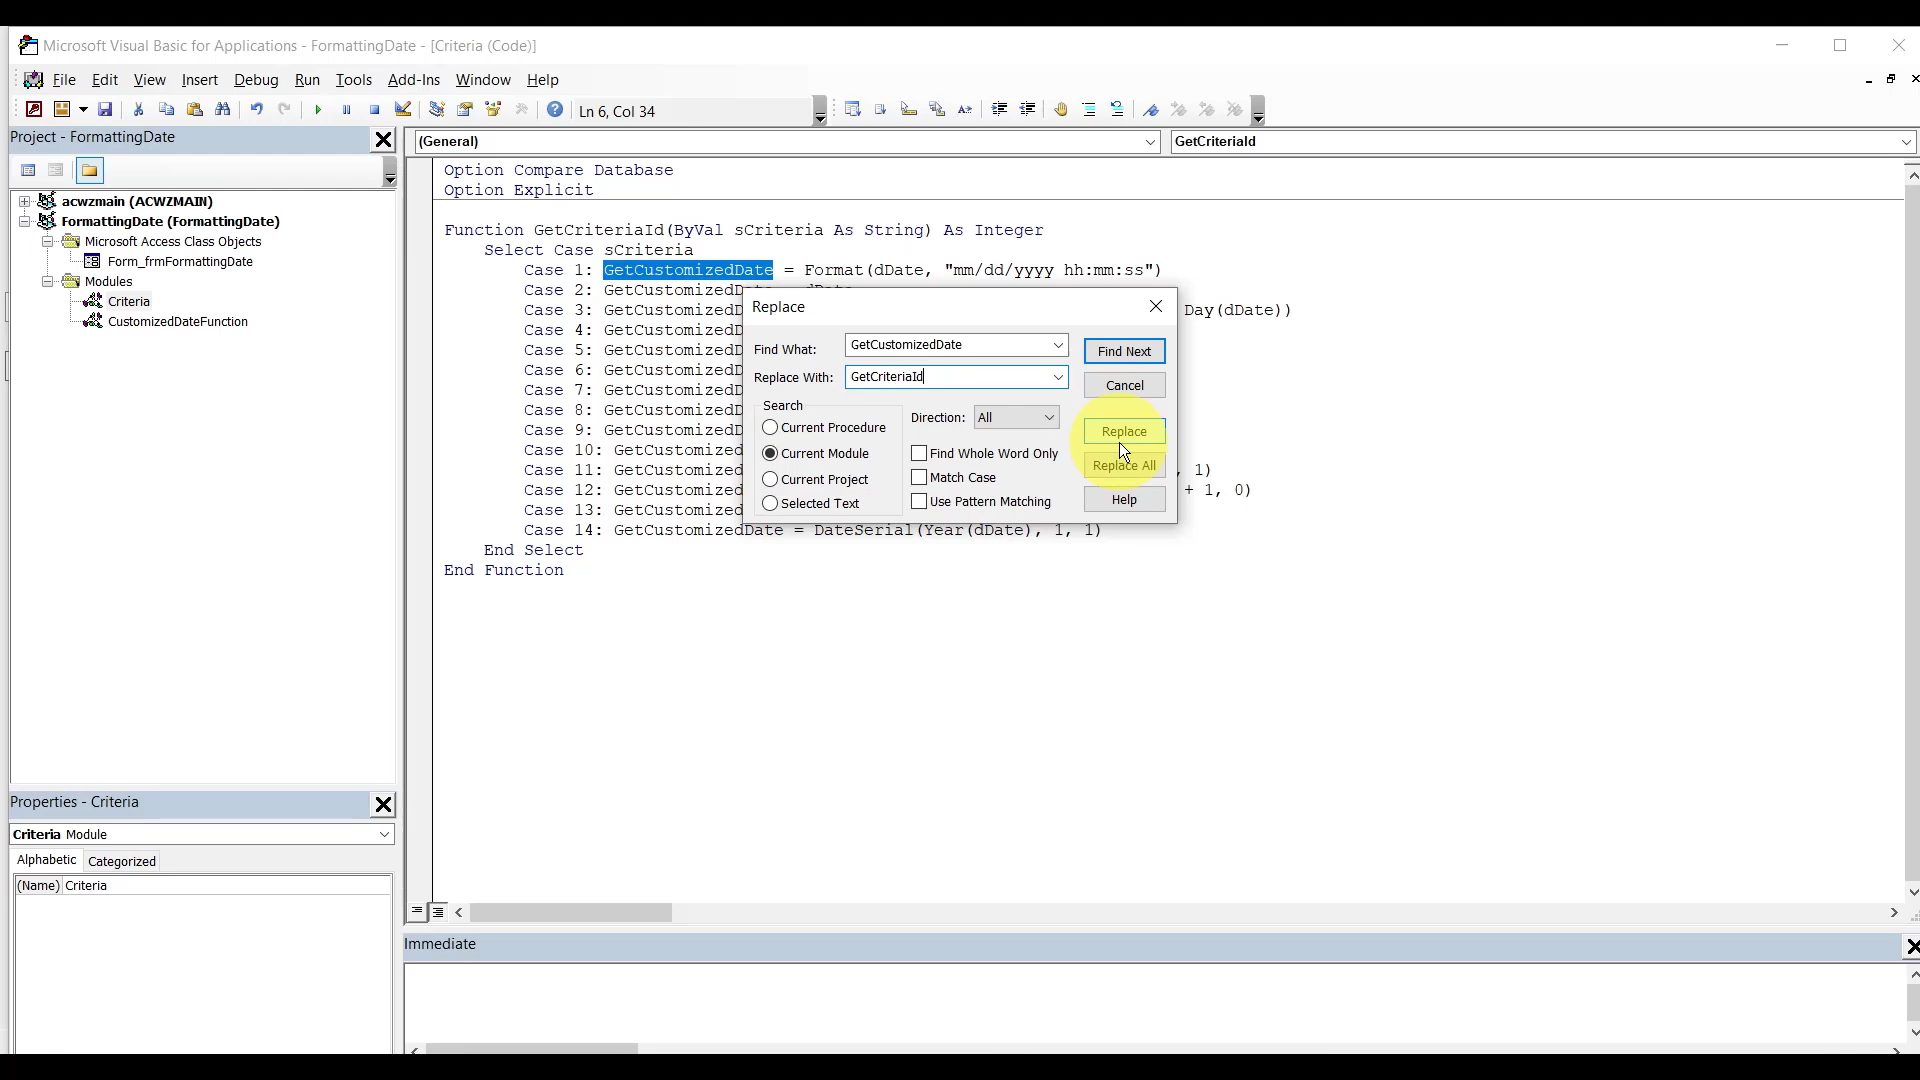 Microsoft Visual Basic for Applications - FormattingDate - [Criteria (Code)]
File Edit View Insert Debug Run Tools Add-Ins Window Help
Ln 6, Col 34
Project - FormattingDate
(General) GetCriteriaId
acwzmain (ACWZMAIN)
FormattingDate (FormattingDate)
Microsoft Access Class Objects
Form_frmFormattingDate
Modules
Criteria
CustomizedDateFunction
Option Compare Database
Option Explicit
Function GetCriteriaId(ByVal sCriteria As String) As Integer
Select Case sCriteria
Case 1: GetCustomizedDate = Format(dDate, "mm/dd/yyyy hh:mm:ss")
Case 2: GetCustomizedDate = dDate
Case 3: GetCustomizedD Day(dDate))
Case 4: GetCustomizedD
Case 5: GetCustomizedD
Case 6: GetCustomizedD
Case 7: GetCustomizedD
Case 8: GetCustomizedD
Case 9: GetCustomizedD
Case 10: GetCustomized
Case 11: GetCustomized , 1)
Case 12: GetCustomized + 1, 0)
Case 13: GetCustomized
Case 14: GetCustomizedDate = DateSerial(Year(dDate), 1, 1)
End Select
End Function
Replace
Find What: GetCustomizedDate Find Next
Replace With: GetCriteriaId Cancel
Search
Current Procedure
Current Module
Current Project
Selected Text
Direction: All
Find Whole Word Only
Match Case
Use Pattern Matching
Replace
Replace All
Help
Properties - Criteria
Criteria Module
Alphabetic Categorized
(Name) Criteria
Immediate